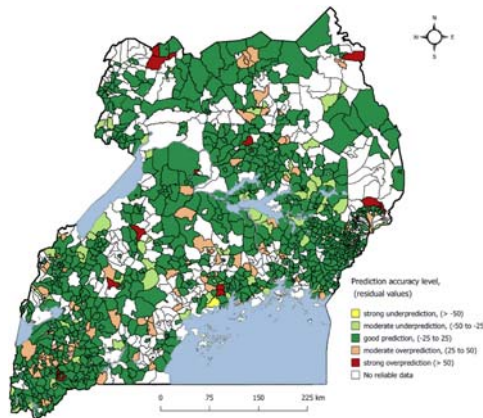 N
W E
S
Prediction accuracy level,
(residual values)
strong underprediction, (> -50)
moderate underprediction, (-50 to -25
good prediction, (-25 to 25)
moderate overprediction, (25 to 50)
strong overprediction (> 50)
No reliable data
0 75 150 225 km